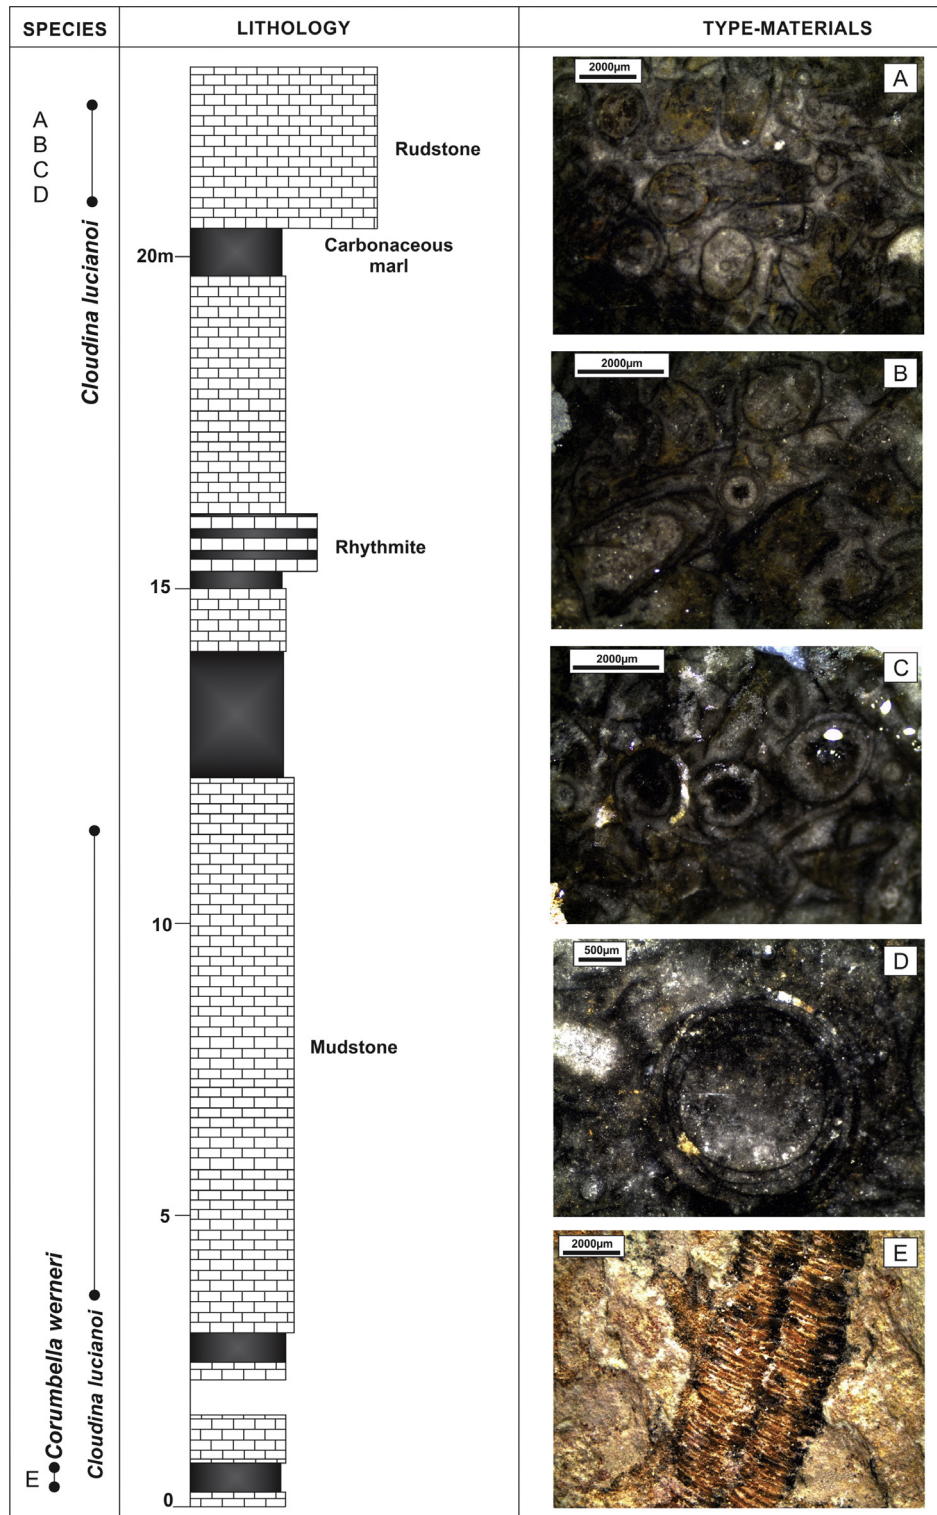 SPECIES
LITHOLOGY
TYPE-MATERIALS
A
B
C
D
Cloudina lucianoi
Corumbella werneri
Cloudina lucianoi
E
20m
15
10
5
0
Rudstone
Carbonaceous
marl
Rhythmite
Mudstone
2000µm
A
2000µm
B
2000µm
C
500µm
D
2000µm
E